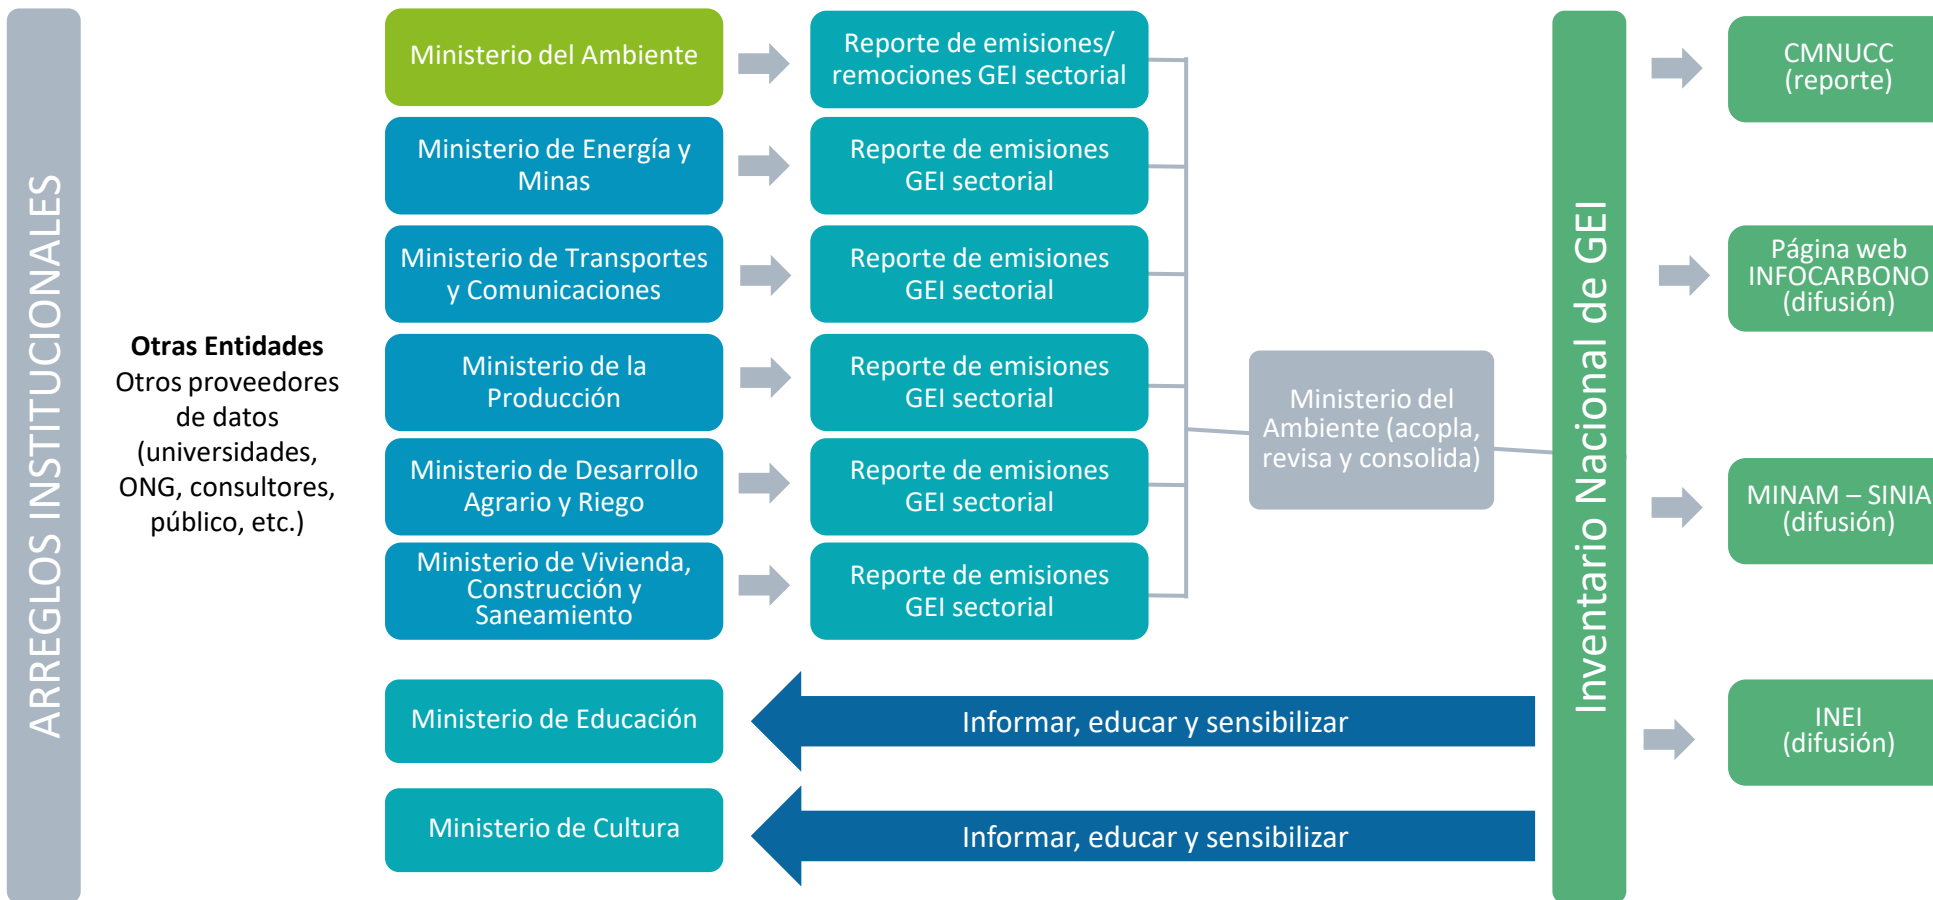 ARREGLOS INSTITUCIONALES
Otras Entidades
Otros proveedores
de datos
(universidades,
ONG, consultores,
público, etc.)
Ministerio del Ambiente
Reporte de emisiones/
remociones GEI sectorial
Ministerio de Energía y
Minas
Reporte de emisiones
GEI sectorial
Ministerio de Transportes
y Comunicaciones
Reporte de emisiones
GEI sectorial
Ministerio de la
Producción
Reporte de emisiones
GEI sectorial
Ministerio de Desarrollo
Agrario y Riego
Reporte de emisiones
GEI sectorial
Ministerio de Vivienda,
Construcción y
Saneamiento
Reporte de emisiones
GEI sectorial
Ministerio de Educación
Informar, educar y sensibilizar
Ministerio de Cultura
Informar, educar y sensibilizar
Ministerio del
Ambiente (acopla,
revisa y consolida)
Inventario Nacional de GEI
CMNUCC
(reporte)
Página web
INFOCARBONO
(difusión)
MINAM – SINIA
(difusión)
INEI
(difusión)